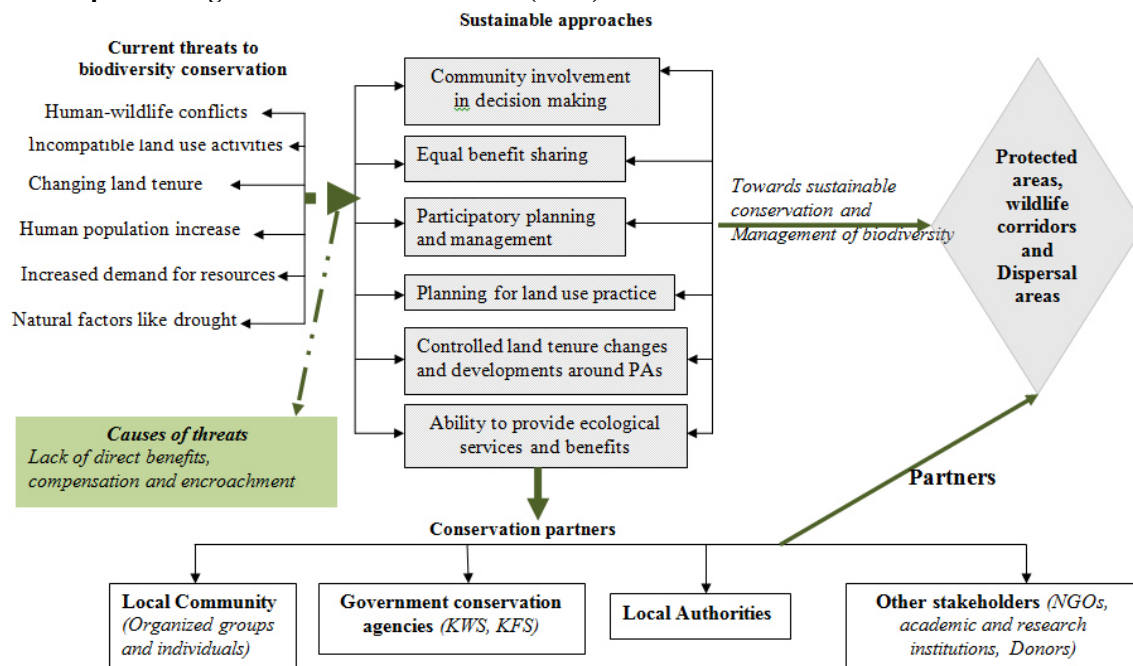 Sustainable approaches
Current threats to
biodiversity conservation
Human-wildlife conflicts
Incompatible land use activities
Changing land tenure
Human population increase
Increased demand for resources
Natural factors like drought
Causes of threats
Lack of direct benefits,
compensation and encroachment
Community involvement
in decision making
Equal benefit sharing
Participatory planning
and management
Planning for land use practice
Controlled land tenure changes
and developments around PAs
Ability to provide ecological
services and benefits
Towards sustainable
conservation and
Management of biodiversity
Protected
areas,
wildlife
corridors
and
Dispersal
areas
Partners
Conservation partners
Local Community
(Organized groups
and individuals)
Government conservation
agencies (KWS, KFS)
Local Authorities
Other stakeholders (NGOs,
academic and research
institutions, Donors)